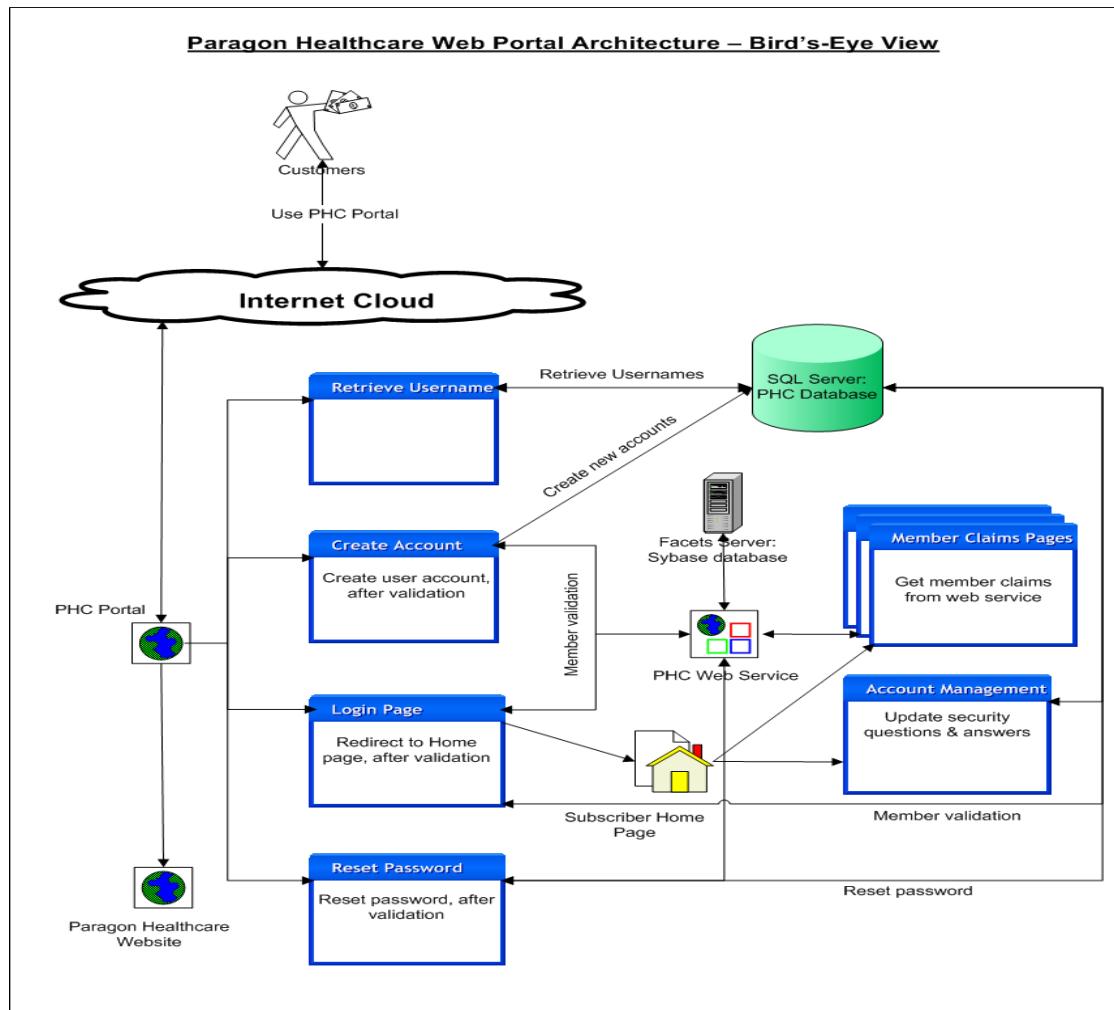 Paragon Healthcare Web Portal Architecture – Bird's-Eye View
Customers
Use PHC Portal
Internet Cloud
Retrieve Username
Retrieve Usernames
SQL Server:
PHC Database
Create new accounts
Create Account
Create user account,
after validation
Facets Server:
Sybase database
Member Claims Pages
Get member claims
from web service
PHC Portal
Member validation
PHC Web Service
Login Page
Redirect to Home
page, after validation
Account Management
Update security
questions & answers
Subscriber Home
Page
Member validation
Reset Password
Reset password, after
validation
Reset password
Paragon Healthcare
Website